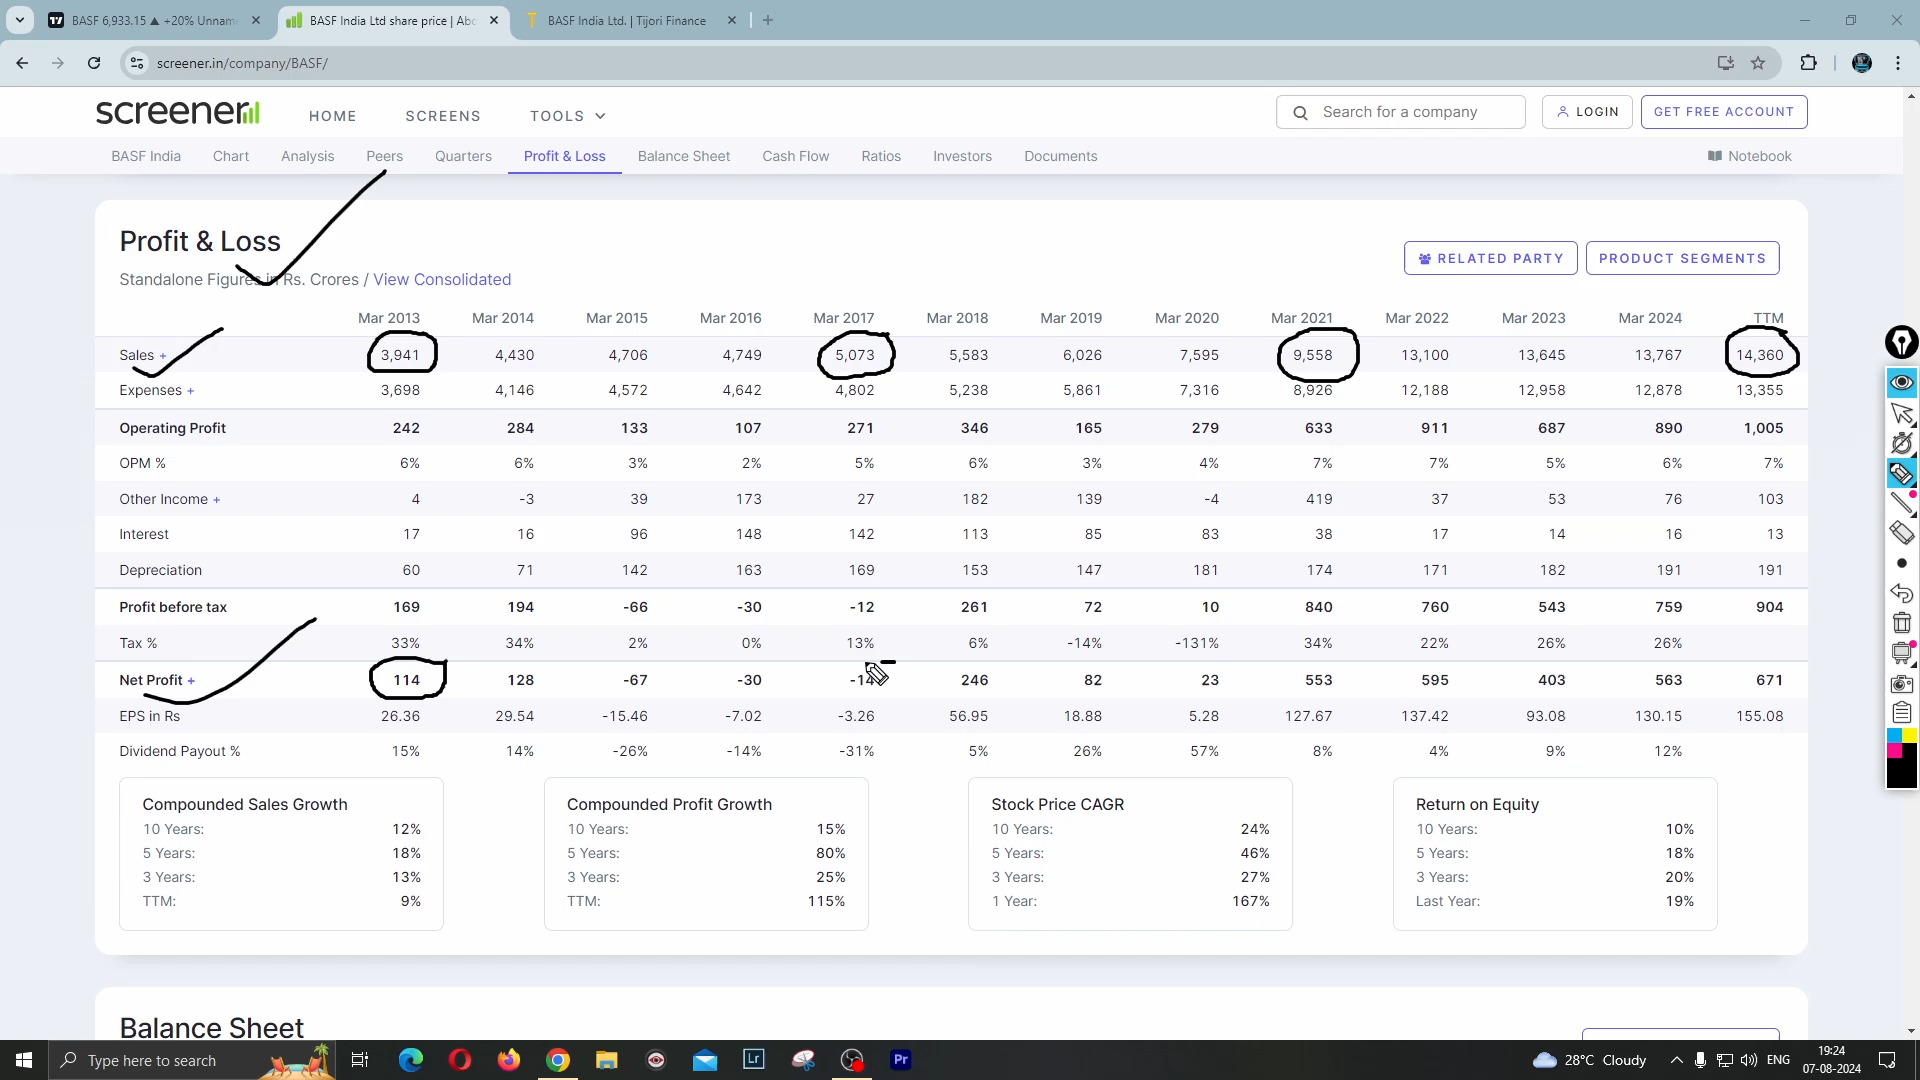 BASF 6,933.15 ▲ +20% Unnam
BASF India Ltd share price | Abo
BASF India Ltd. | Tijori Finance
screener.in/company/BASF/
screener
HOME
SCREENS
TOOLS
Search for a company
LOGIN
GET FREE ACCOUNT
BASF India Chart Analysis Peers Quarters Profit & Loss Balance Sheet Cash Flow Ratios Investors Documents Notebook
Profit & Loss
RELATED PARTY
PRODUCT SEGMENTS
Standalone Figures in Rs. Crores / View Consolidated
Mar 2013 Mar 2014 Mar 2015 Mar 2016 Mar 2017 Mar 2018 Mar 2019 Mar 2020 Mar 2021 Mar 2022 Mar 2023 Mar 2024 TTM
Sales + 3,941 4,430 4,706 4,749 5,073 5,583 6,026 7,595 9,558 13,100 13,645 13,767 14,360
Expenses + 3,698 4,146 4,572 4,642 4,802 5,238 5,861 7,316 8,926 12,188 12,958 12,878 13,355
Operating Profit 242 284 133 107 271 346 165 279 633 911 687 890 1,005
OPM % 6% 6% 3% 2% 5% 6% 3% 4% 7% 7% 5% 6% 7%
Other Income + 4 -3 39 173 27 182 139 -4 419 37 53 76 103
Interest 17 16 96 148 142 113 85 83 38 17 14 16 13
Depreciation 60 71 142 163 169 153 147 181 174 171 182 191 191
Profit before tax 169 194 -66 -30 -12 261 72 10 840 760 543 759 904
Tax % 33% 34% 2% 0% 13% 6% -14% -131% 34% 22% 26% 26%
Net Profit + 114 128 -67 -30 -14 246 82 23 553 595 403 563 671
EPS in Rs 26.36 29.54 -15.46 -7.02 -3.26 56.95 18.88 5.28 127.67 137.42 93.08 130.15 155.08
Dividend Payout % 15% 14% -26% -14% -31% 5% 26% 57% 8% 4% 9% 12%
Compounded Sales Growth
10 Years: 12%
5 Years: 18%
3 Years: 13%
TTM: 9%
Compounded Profit Growth
10 Years: 15%
5 Years: 80%
3 Years: 25%
TTM: 115%
Stock Price CAGR
10 Years: 24%
5 Years: 46%
3 Years: 27%
1 Year: 167%
Return on Equity
10 Years: 10%
5 Years: 18%
3 Years: 20%
Last Year: 19%
Balance Sheet
Type here to search
Lr
Pr
28°C Cloudy
ENG
19:24
07-08-2024